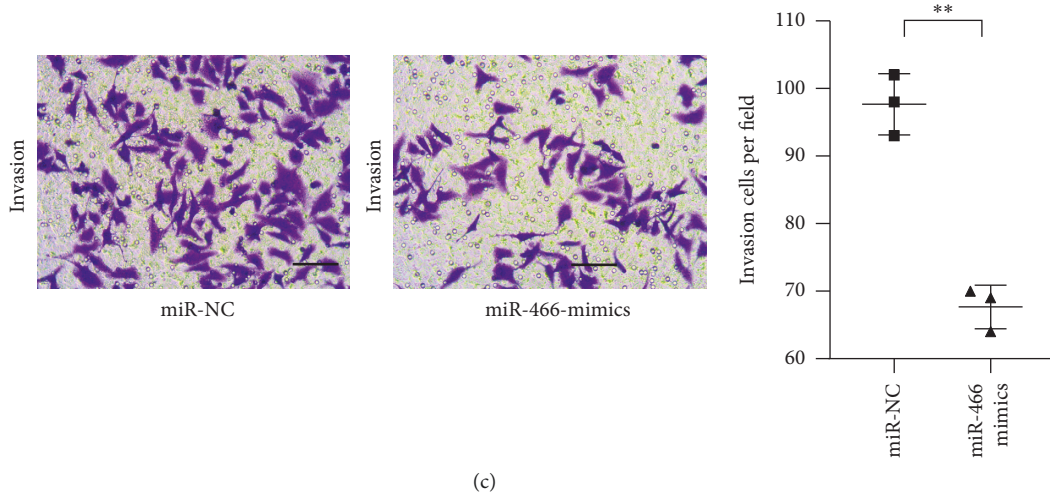 Invasion
miR-NC
Invasion
miR-466-mimics
Invasion cells per field
110
100
90
80
70
60
**
miR-NC
miR-466
mimics
(c)